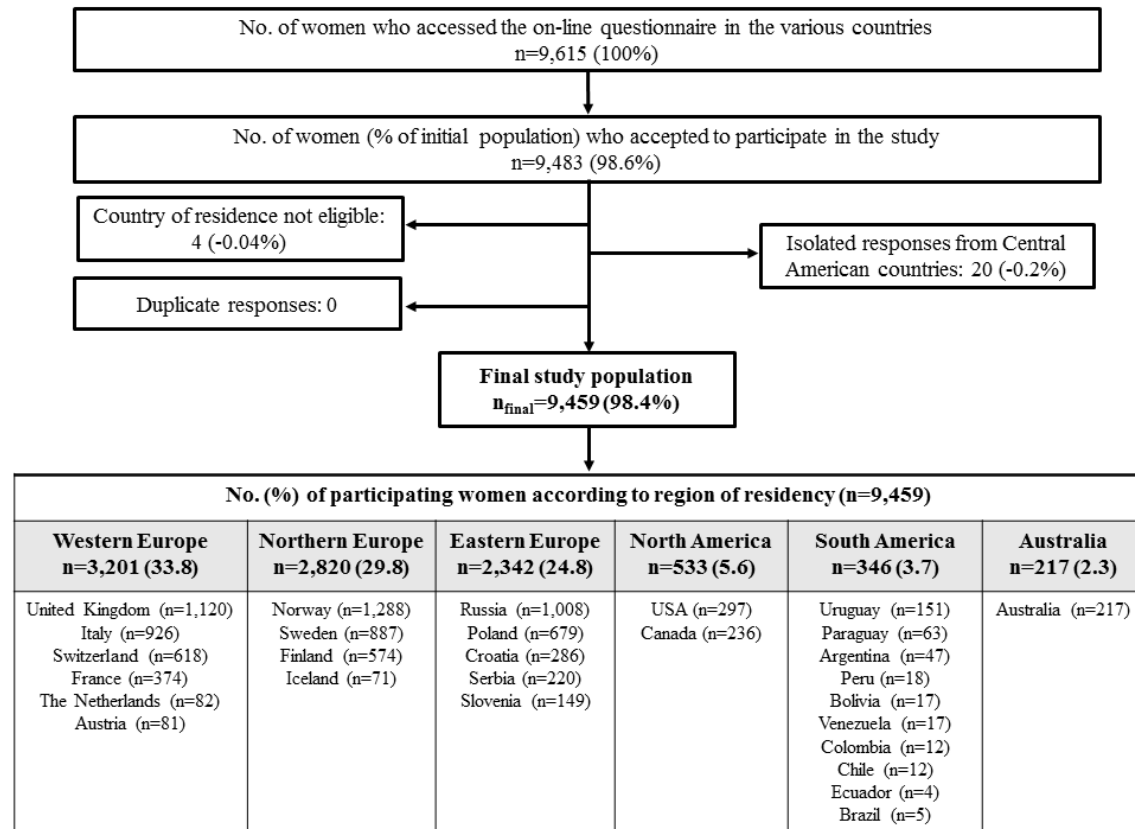 No. of women who accessed the on-line questionnaire in the various countries
n=9,615 (100%)
No. of women (% of initial population) who accepted to participate in the study
n=9,483 (98.6%)
Country of residence not eligible:
4 (-0.04%)
Isolated responses from Central
American countries: 20 (-0.2%)
Duplicate responses: 0
Final study population
nfinal=9,459 (98.4%)
No. (%) of participating women according to region of residency (n=9,459)
Western Europe
n=3,201 (33.8)
Northern Europe
n=2,820 (29.8)
Eastern Europe
n=2,342 (24.8)
North America
n=533 (5.6)
South America
n=346 (3.7)
Australia
n=217 (2.3)
United Kingdom (n=1,120)
Italy (n=926)
Switzerland (n=618)
France (n=374)
The Netherlands (n=82)
Austria (n=81)
Norway (n=1,288)
Sweden (n=887)
Finland (n=574)
Iceland (n=71)
Russia (n=1,008)
Poland (n=679)
Croatia (n=286)
Serbia (n=220)
Slovenia (n=149)
USA (n=297)
Canada (n=236)
Uruguay (n=151)
Paraguay (n=63)
Argentina (n=47)
Peru (n=18)
Bolivia (n=17)
Venezuela (n=17)
Colombia (n=12)
Chile (n=12)
Ecuador (n=4)
Brazil (n=5)
Australia (n=217)